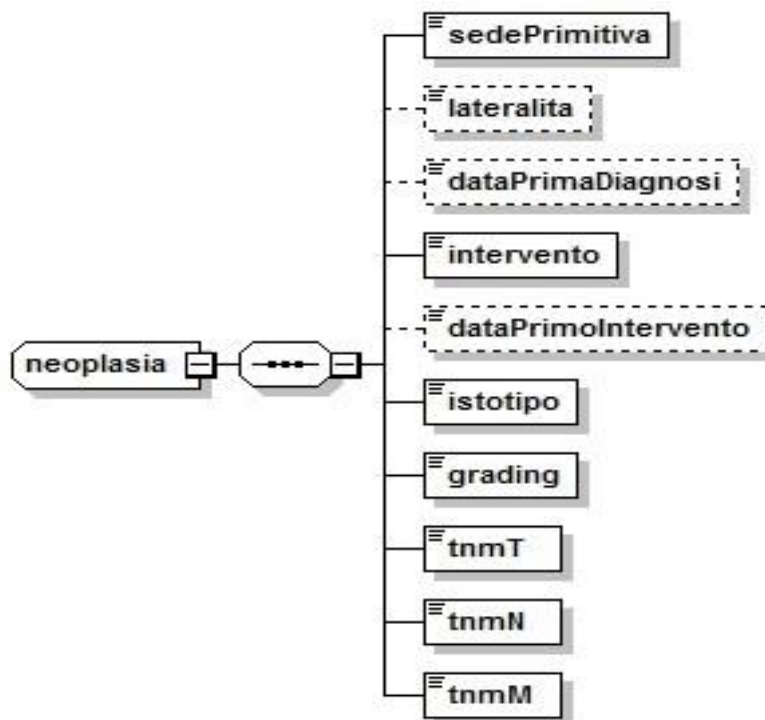 sedePrimitiva
lateralita
dataPrimaDiagnosi
intervento
dataPrimoIntervento
neoplasia
istotipo
grading
tnmT
tnmN
tnmM